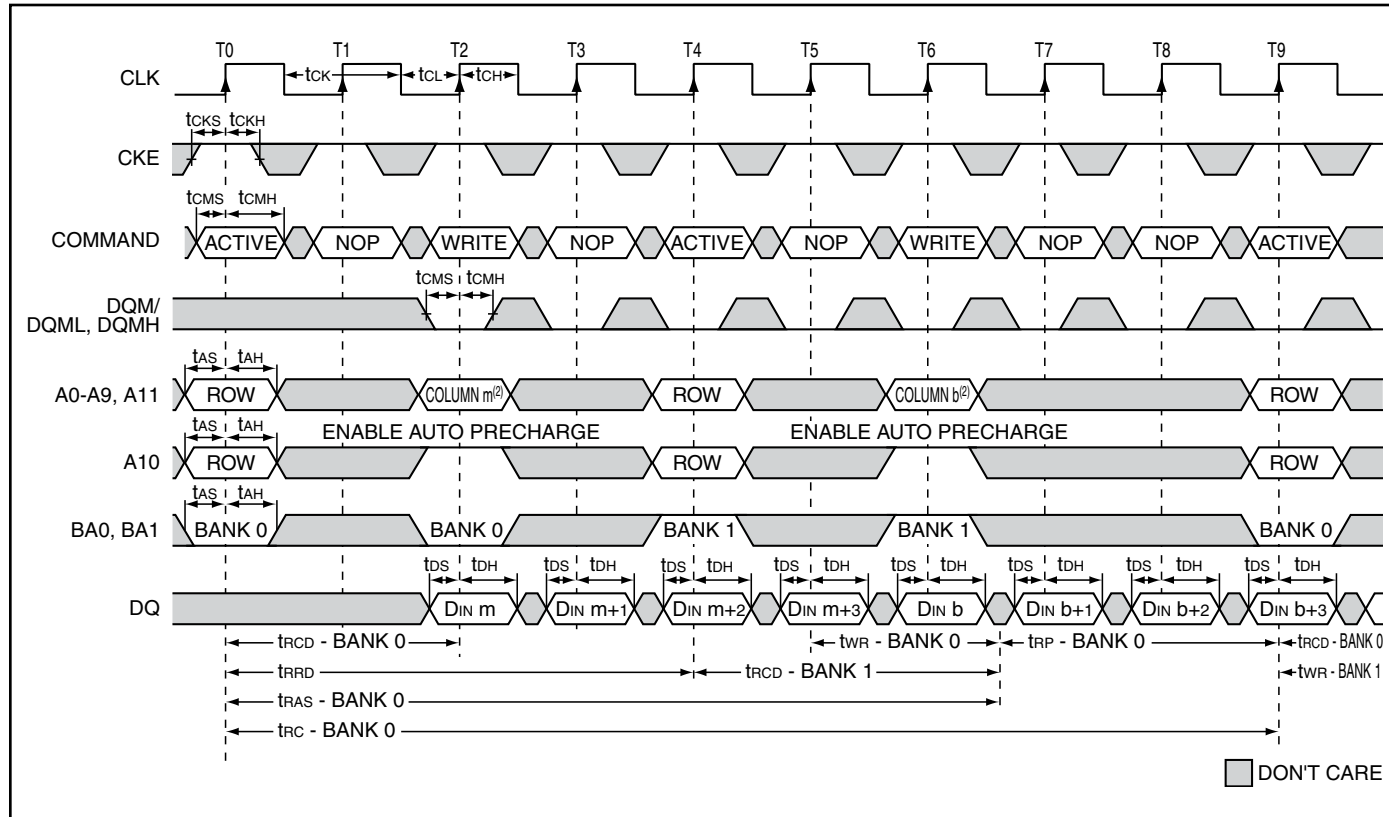 T0 T1 T2 T3 T4 T5 T6 T7 T8 T9
CLK tCK tCL tCH
tCKS tCKH
CKE
tCMS tCMH
COMMAND ACTIVE NOP WRITE NOP ACTIVE NOP WRITE NOP NOP ACTIVE
tCMS tCMH
DQM/
DQML, DQMH
tAS tAH
A0-A9, A11 ROW COLUMN m(2) ROW COLUMN b(2) ROW
tAS tAH ENABLE AUTO PRECHARGE ENABLE AUTO PRECHARGE
A10 ROW ROW ROW
tAS tAH
BA0, BA1 BANK 0 BANK 0 BANK 1 BANK 1 BANK 0
tDS tDH tDS tDH tDS tDH tDS tDH tDS tDH tDS tDH tDS tDH tDS tDH
DQ DIN m DIN m+1 DIN m+2 DIN m+3 DIN b DIN b+1 DIN b+2 DIN b+3
tRCD - BANK 0 tWR - BANK 0 tRP - BANK 0 tRCD - BANK 0
tRRD tRCD - BANK 1 tWR - BANK 1
tRAS - BANK 0
tRC - BANK 0
DON'T CARE